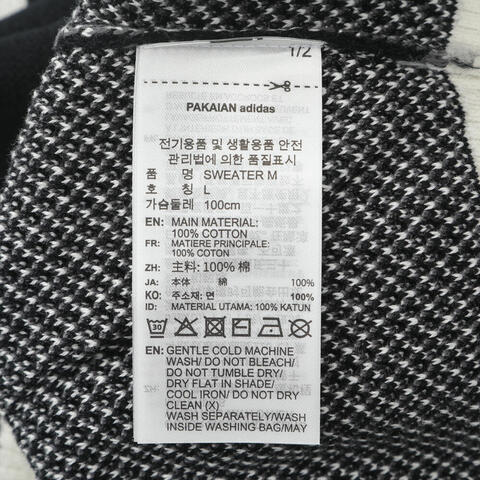 1/2
PAKAIAN adidas
전기용품 및 생활용품 안전
관리법에 의한 품질표시
품 명 SWEATER M
호 칭 L
가슴둘레 100cm
EN: MAIN MATERIAL:
100% COTTON
FR: MATIERE PRINCIPALE:
100% COTON
ZH: 主料: 100% 棉
JA: 本体 綿 100%
KO: 주소재: 면 100%
ID: MATERIAL UTAMA: 100% KATUN
30
EN: GENTLE COLD MACHINE
WASH/ DO NOT BLEACH/
DO NOT TUMBLE DRY/
DRY FLAT IN SHADE/
COOL IRON/ DO NOT DRY
CLEAN (X)
WASH SEPARATELY/WASH
INSIDE WASHING BAG/MAY